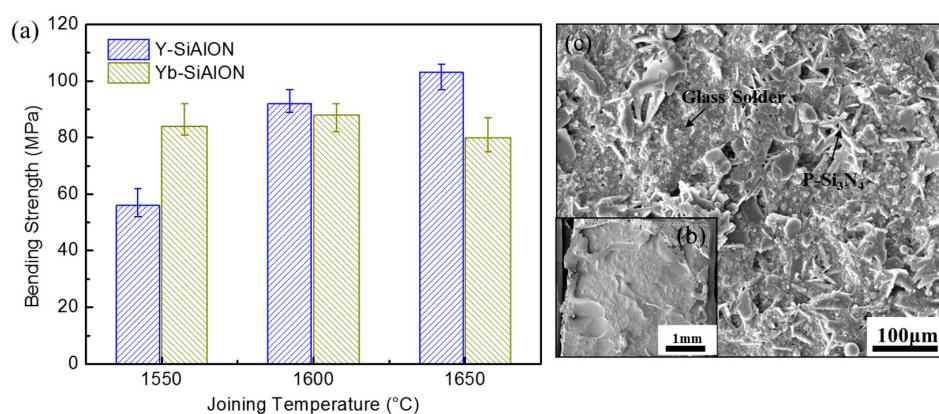 (a)
Y-SiAlON
Yb-SiAlON
120
100
80
60
40
20
0
1550
1600
1650
Bending Strength (MPa)
Joining Temperature (°C)
(c)
Glass Solder
P-Si₃N₄
(b)
1mm
100μm